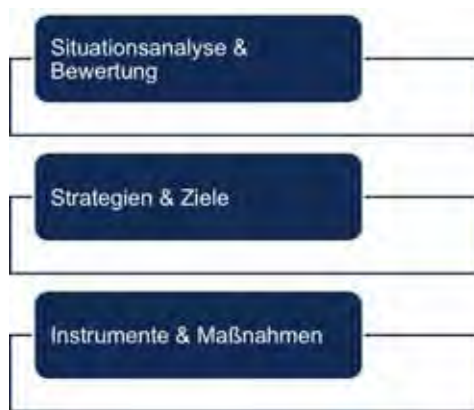 Situationsanalyse &
Bewertung
Strategien & Ziele
Instrumente & Maßnahmen